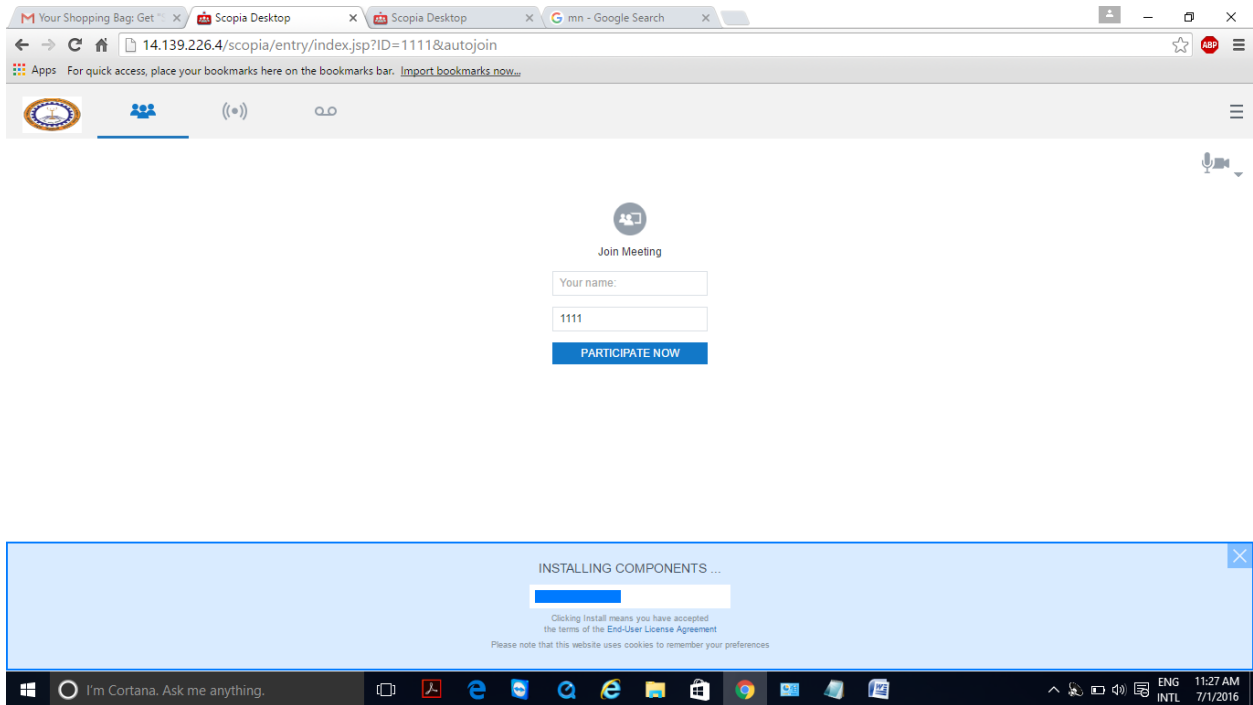 Your Shopping Bag: Get "
Scopia Desktop
Scopia Desktop
mn - Google Search
14.139.226.4/scopia/entry/index.jsp?ID=1111&autojoin
ABP
Apps For quick access, place your bookmarks here on the bookmarks bar. Import bookmarks now...
Join Meeting
Your name:
1111
PARTICIPATE NOW
INSTALLING COMPONENTS ...
Clicking Install means you have accepted
the terms of the End-User License Agreement
Please note that this website uses cookies to remember your preferences
I'm Cortana. Ask me anything.
ENG
INTL
11:27 AM
7/1/2016